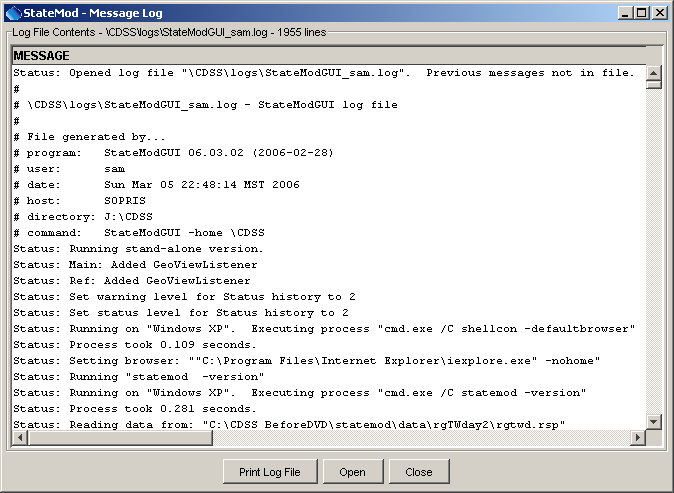 StateMod - Message Log
Log File Contents - \CDSS\logs\StateModGUI_sam.log - 1955 lines
MESSAGE
Status: Opened log file "\CDSS\logs\StateModGUI_sam.log".  Previous messages not in file.
#
# \CDSS\logs\StateModGUI_sam.log - StateModGUI log file
#
# File generated by...
# program:   StateModGUI 06.03.02 (2006-02-28)
# user:      sam
# date:      Sun Mar 05 22:48:14 MST 2006
# host:      SOPRIS
# directory: J:\CDSS
# command:   StateModGUI -home \CDSS
Status: Running stand-alone version.
Status: Main: Added GeoViewListener
Status: Ref: Added GeoViewListener
Status: Set warning level for Status history to 2
Status: Set status level for Status history to 2
Status: Running on "Windows XP".  Executing process "cmd.exe /C shellcon -defaultbrowser"
Status: Process took 0.109 seconds.
Status: Setting browser: ""C:\Program Files\Internet Explorer\iexplore.exe" -nohome"
Status: Running "statemod  -version"
Status: Running on "Windows XP".  Executing process "cmd.exe /C statemod -version"
Status: Process took 0.281 seconds.
Status: Reading data from: "C:\CDSS_BeforeDVD\statemod\data\rgTWday2\rgtwd.rsp"
Print Log File
Open
Close